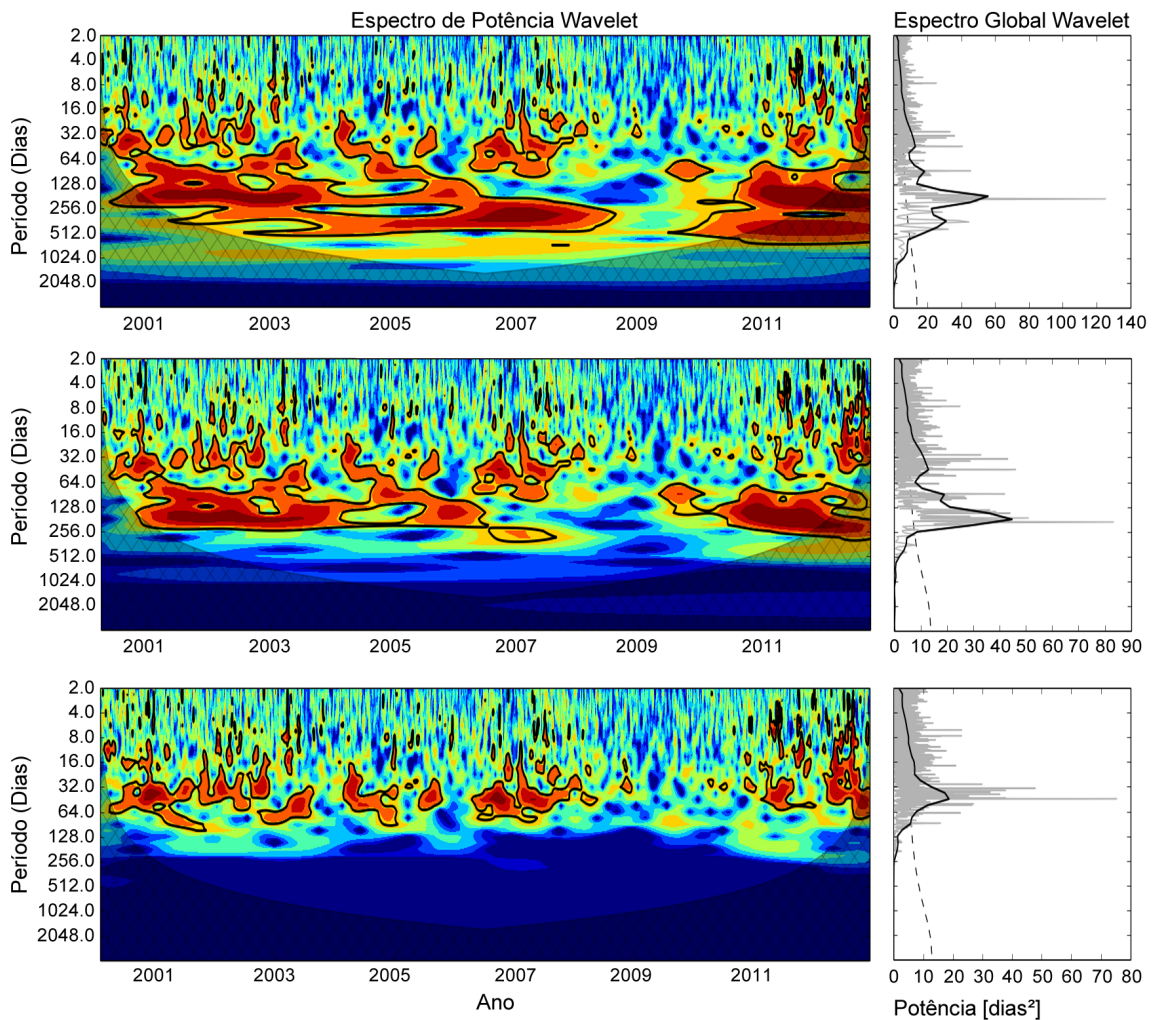 Espectro de Potência Wavelet
Espectro Global Wavelet
Período (Dias)
2.0
4.0
8.0
16.0
32.0
64.0
128.0
256.0
512.0
1024.0
2048.0
2001 2003 2005 2007 2009 2011
0 20 40 60 80 100 120 140
Período (Dias)
2.0
4.0
8.0
16.0
32.0
64.0
128.0
256.0
512.0
1024.0
2048.0
2001 2003 2005 2007 2009 2011
0 10 20 30 40 50 60 70 80 90
Período (Dias)
2.0
4.0
8.0
16.0
32.0
64.0
128.0
256.0
512.0
1024.0
2048.0
2001 2003 2005 2007 2009 2011
0 10 20 30 40 50 60 70 80
Ano
Potência [dias²]